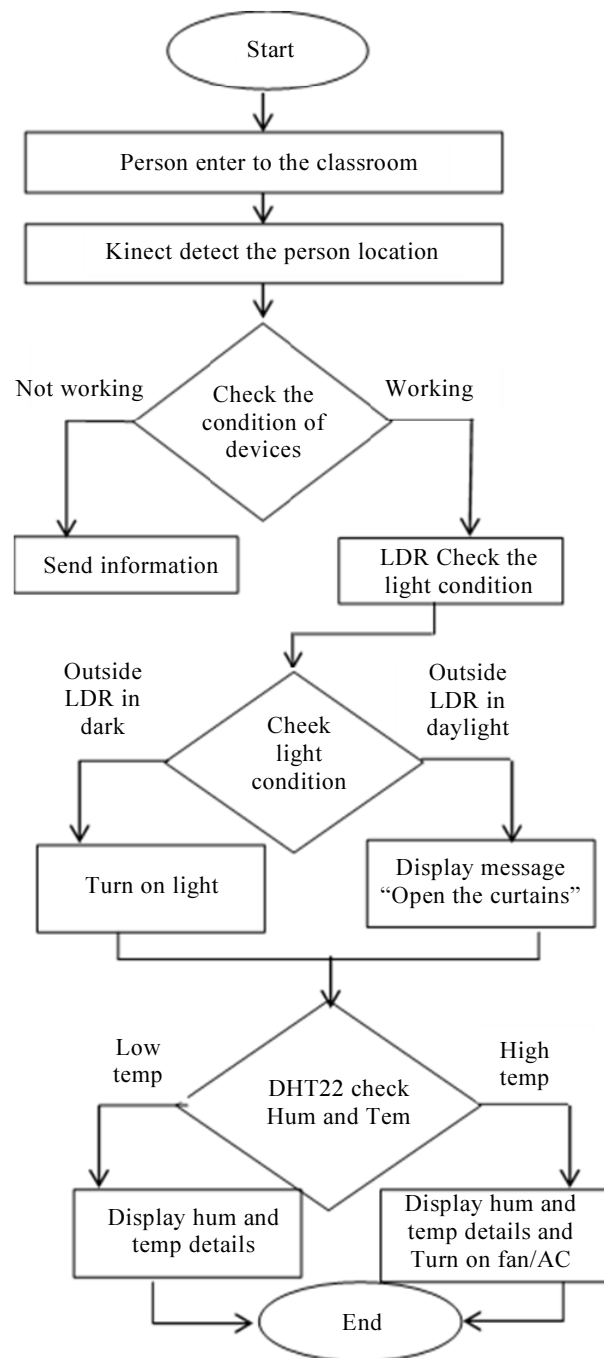 Start
Person enter to the classroom
Kinect detect the person location
Not working
Working
Check the
condition of
devices
Send information
LDR Check the
light condition
Outside
LDR in
dark
Outside
LDR in
daylight
Cheek
light
condition
Turn on light
Display message
“Open the curtains”
Low
temp
High
temp
DHT22 check
Hum and Tem
Display hum and
temp details
Display hum and
temp details and
Turn on fan/AC
End